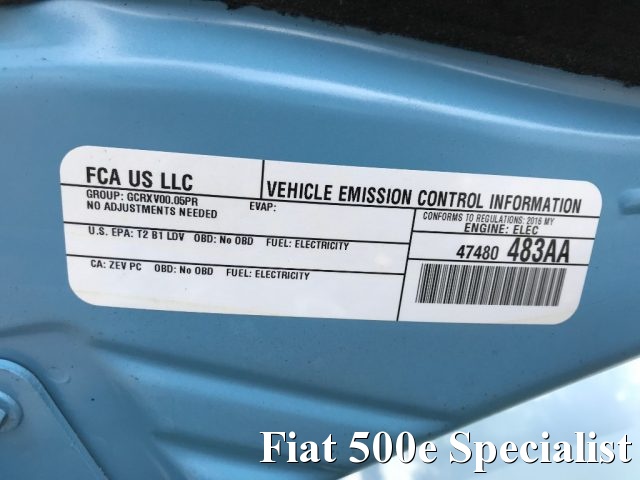 FCA US LLC
VEHICLE EMISSION CONTROL INFORMATION
GROUP: GCRXV00.05PR
EVAP:
NO ADJUSTMENTS NEEDED
CONFORMS TO REGULATIONS: 2016 MY
ENGINE: ELEC
U.S. EPA: T2 B1 LDV OBD: No OBD FUEL: ELECTRICITY
47480 483AA
CA: ZEV PC OBD: No OBD FUEL: ELECTRICITY
Fiat 500e Specialist